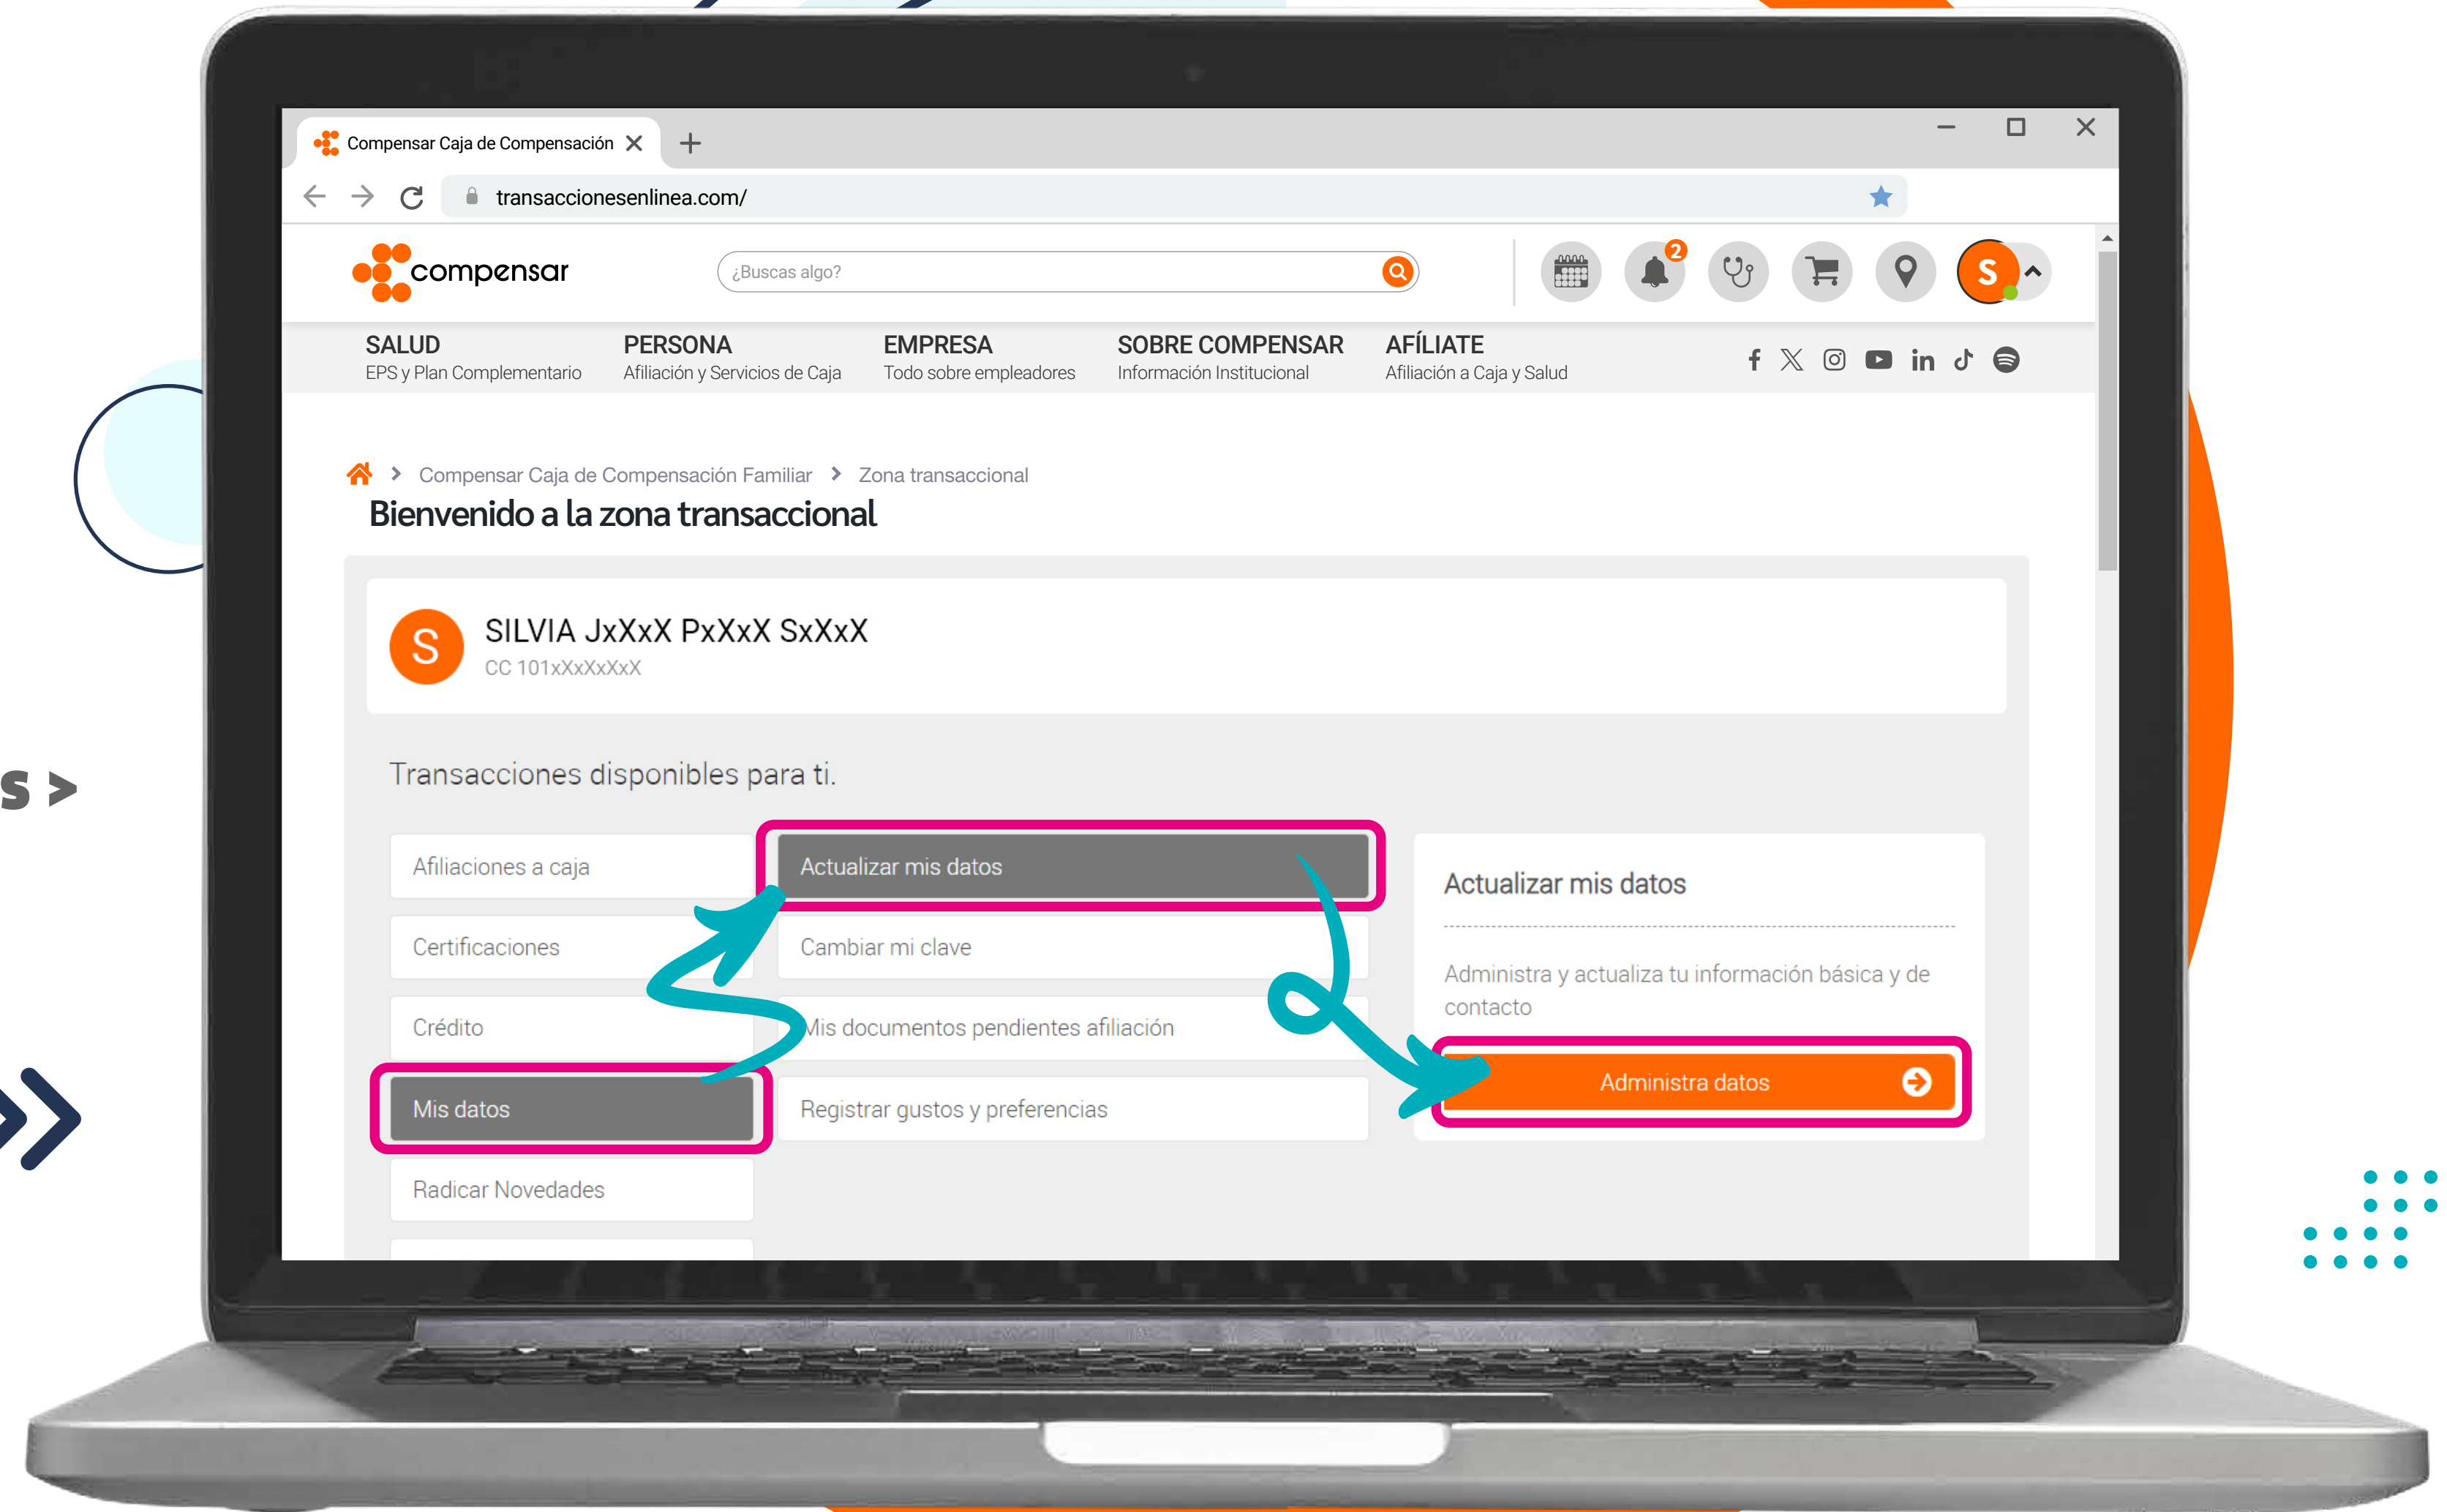 Compensar Caja de Compensación
transaccionesenlinea.com/
compensar
¿Buscas algo?
2
S
SALUD
EPS y Plan Complementario
PERSONA
Afiliación y Servicios de Caja
EMPRESA
Todo sobre empleadores
SOBRE COMPENSAR
Información Institucional
AFÍLIATE
Afiliación a Caja y Salud
Compensar Caja de Compensación Familiar > Zona transaccional
Bienvenido a la zona transaccional
S
SILVIA JxXxX PxXxX SxXxX
CC 101xXxXxXxX
s >
Transacciones disponibles para ti.
Afiliaciones a caja
Certificaciones
Crédito
Mis datos
Radicar Novedades
Actualizar mis datos
Cambiar mi clave
Mis documentos pendientes afiliación
Registrar gustos y preferencias
Actualizar mis datos
Administra y actualiza tu información básica y de
contacto
Administra datos